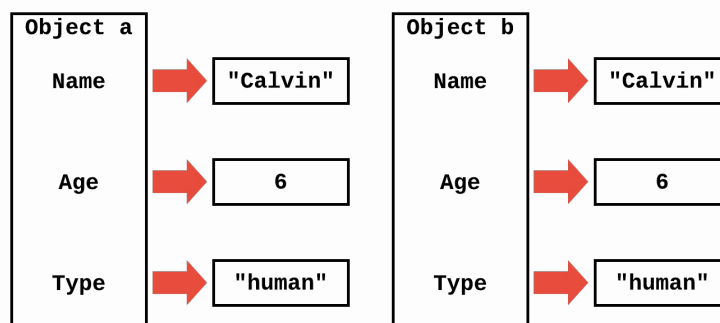 Object a
Name "Calvin"
Age 6
Type "human"
Object b
Name "Calvin"
Age 6
Type "human"